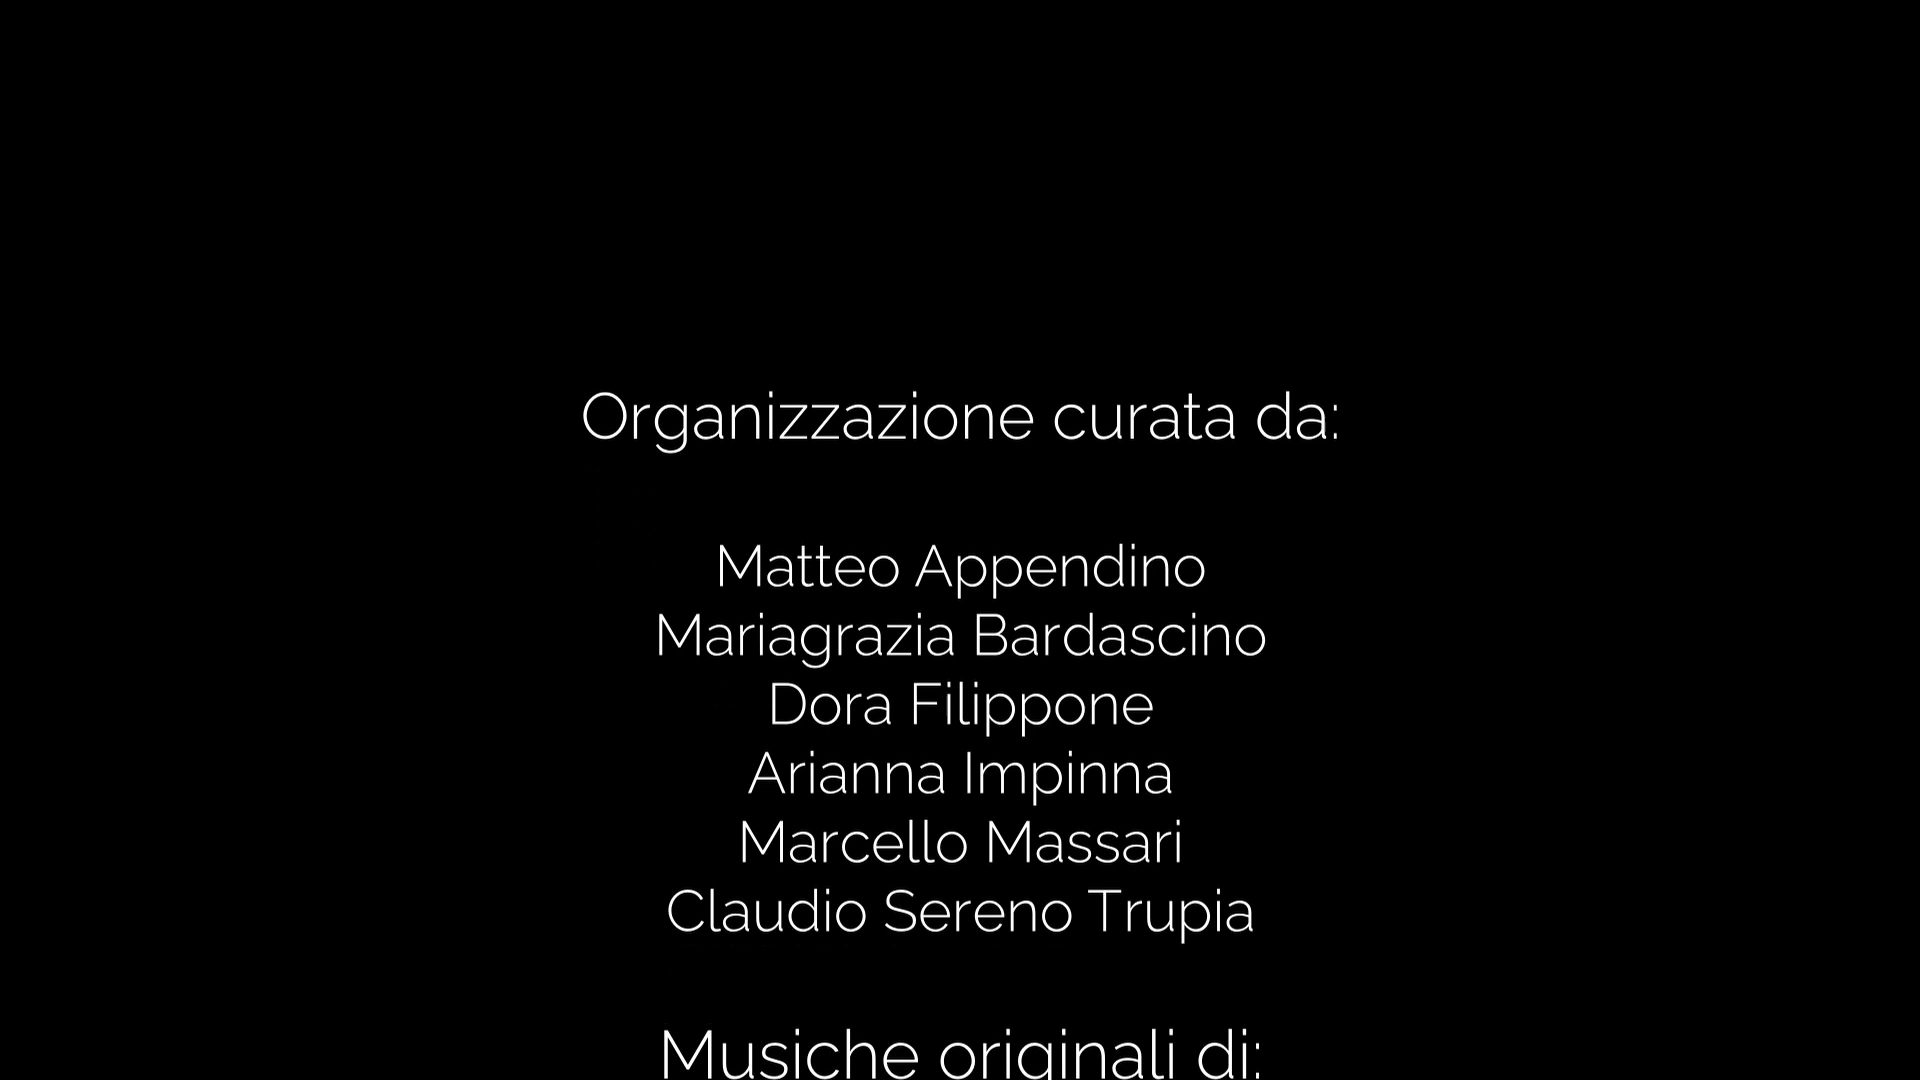 Organizzazione curata da:
Matteo Appendino
Mariagrazia Bardascino
Dora Filippone
Arianna Impinna
Marcello Massari
Claudio Sereno Trupia
Musiche originali di: